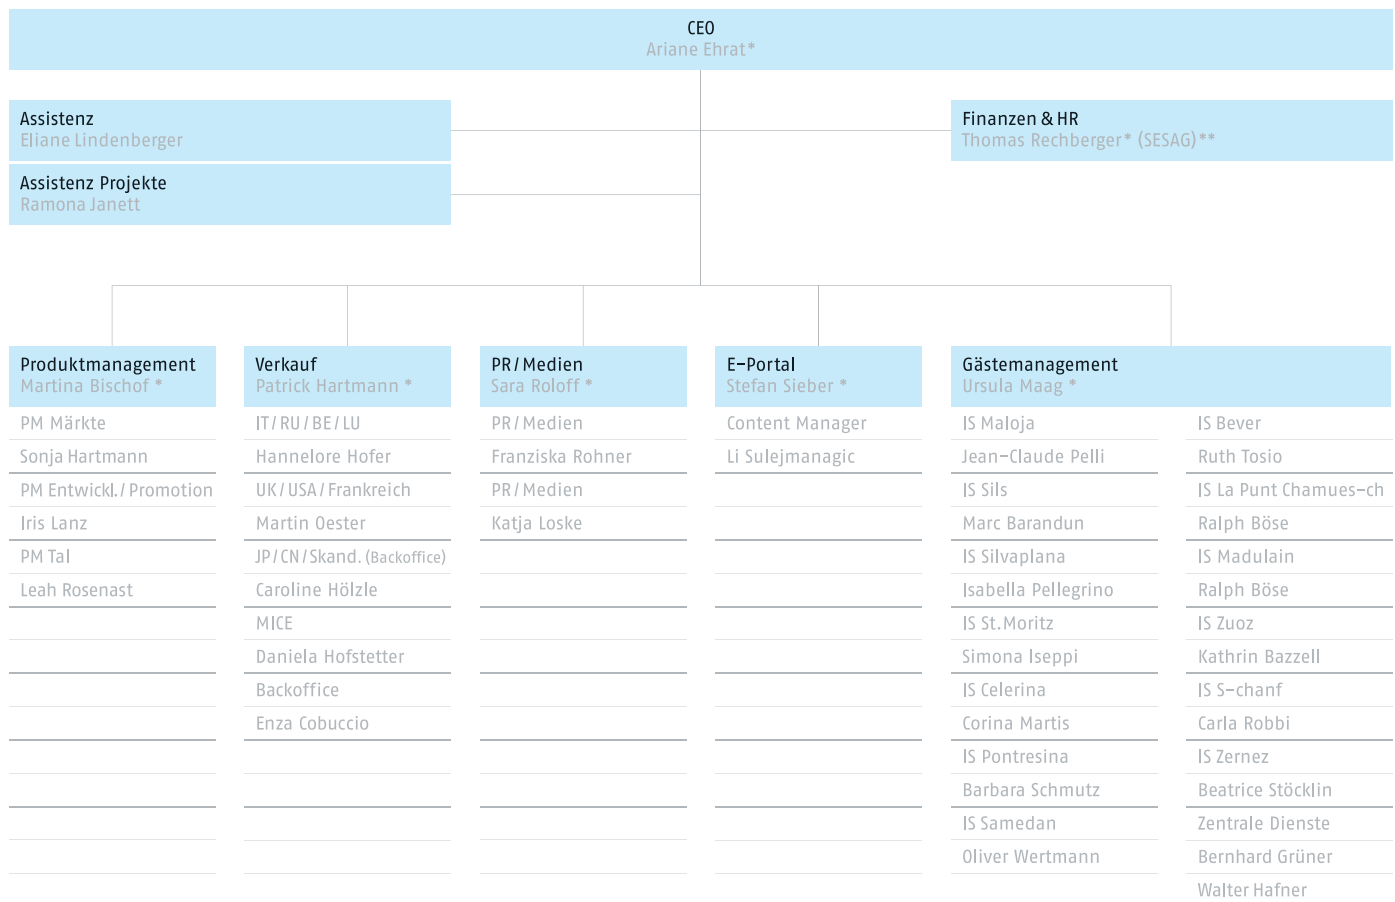 CEO
Ariane Ehrat*
Assistenz
Eliane Lindenberger
Assistenz Projekte
Ramona Janett
Finanzen & HR
Thomas Rechberger* (SESAG)**
Produktmanagement
Martina Bischof *
PM Märkte
Sonja Hartmann
PM Entwickl./Promotion
Iris Lanz
PM Tal
Leah Rosenast
Verkauf
Patrick Hartmann *
IT/RU/BE/LU
Hannelore Hofer
UK/USA/Frankreich
Martin Oester
JP/CN/Skand. (Backoffice)
Caroline Hölzle
MICE
Daniela Hofstetter
Backoffice
Enza Cobuccio
PR/Medien
Sara Roloff *
PR/Medien
Franziska Rohner
PR/Medien
Katja Loske
E-Portal
Stefan Sieber *
Content Manager
Li Sulejmanagic
Gästemanagement
Ursula Maag *
IS Maloja
Jean-Claude Pelli
IS Sils
Marc Barandun
IS Silvaplana
Isabella Pellegrino
IS St.Moritz
Simona Iseppi
IS Celerina
Corina Martis
IS Pontresina
Barbara Schmutz
IS Samedan
Oliver Wertmann
IS Bever
Ruth Tosio
IS La Punt Chamues-ch
Ralph Böse
IS Madulain
Ralph Böse
IS Zuoz
Kathrin Bazzell
IS S-chanf
Carla Robbi
IS Zernez
Beatrice Stöcklin
Zentrale Dienste
Bernhard Grüner
Walter Hafner